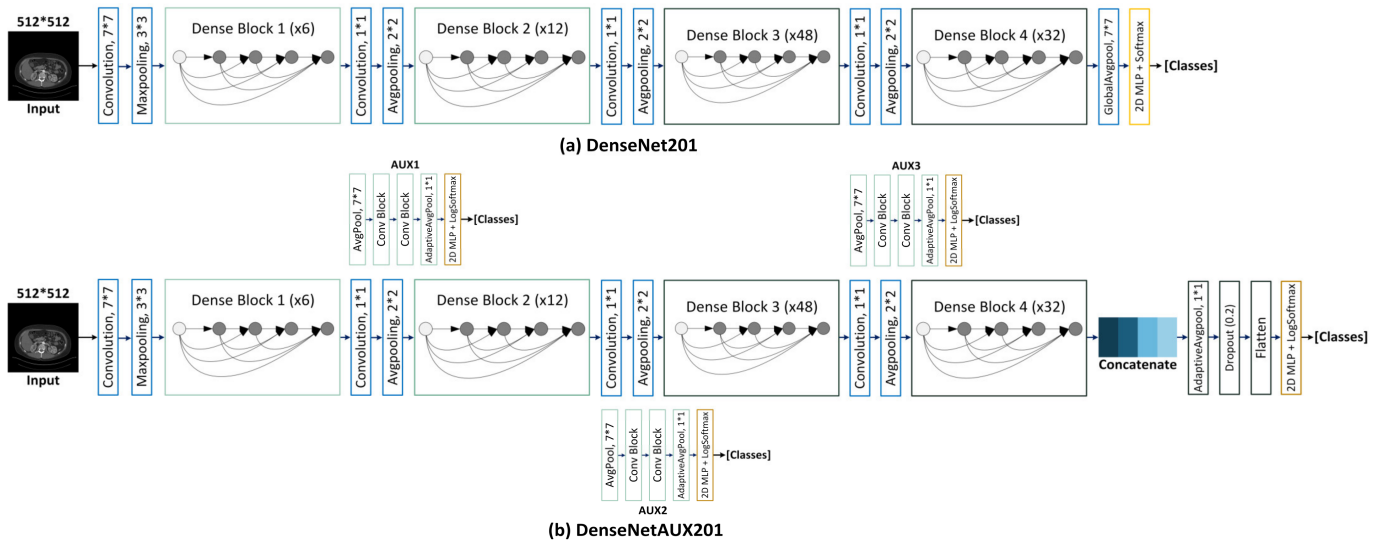 512*512
Input
Convolution, 7*7
Maxpooling, 3*3
Dense Block 1 (x6)
Convolution, 1*1
Avgpooling, 2*2
Dense Block 2 (x12)
Convolution, 1*1
Avgpooling, 2*2
Dense Block 3 (x48)
Convolution, 1*1
Avgpooling, 2*2
Dense Block 4 (x32)
GlobalAvgpool, 7*7
2D MLP + Softmax
[Classes]
(a) DenseNet201
AUX1
AvgPool, 7*7
Conv Block
Conv Block
AdaptiveAvgPool, 1*1
2D MLP + LogSoftmax
[Classes]
AUX3
AvgPool, 7*7
Conv Block
Conv Block
AdaptiveAvgPool, 1*1
2D MLP + LogSoftmax
[Classes]
512*512
Input
Convolution, 7*7
Maxpooling, 3*3
Dense Block 1 (x6)
Convolution, 1*1
Avgpooling, 2*2
Dense Block 2 (x12)
Convolution, 1*1
Avgpooling, 2*2
Dense Block 3 (x48)
Convolution, 1*1
Avgpooling, 2*2
Dense Block 4 (x32)
Concatenate
AdaptiveAvgpool, 1*1
Dropout (0.2)
Flatten
2D MLP + LogSoftmax
[Classes]
AvgPool, 7*7
Conv Block
Conv Block
AdaptiveAvgPool, 1*1
2D MLP + LogSoftmax
[Classes]
AUX2
(b) DenseNetAUX201